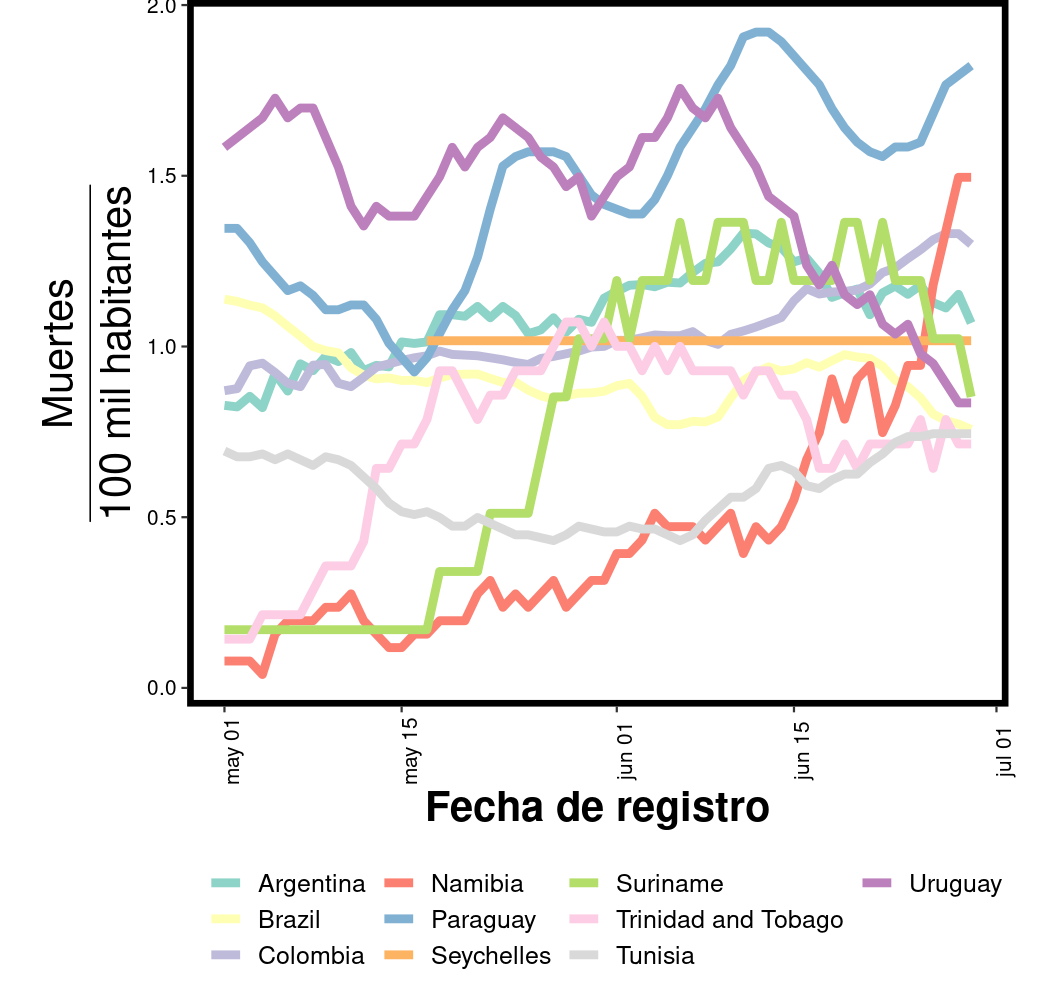 2.0
1.5
1.0
0.5
0.0
Muertes
100 mil habitantes
may 01
may 15
jun 01
jun 15
jul 01
Fecha de registro
Argentina Namibia Suriname Uruguay
Brazil Paraguay Trinidad and Tobago
Colombia Seychelles Tunisia